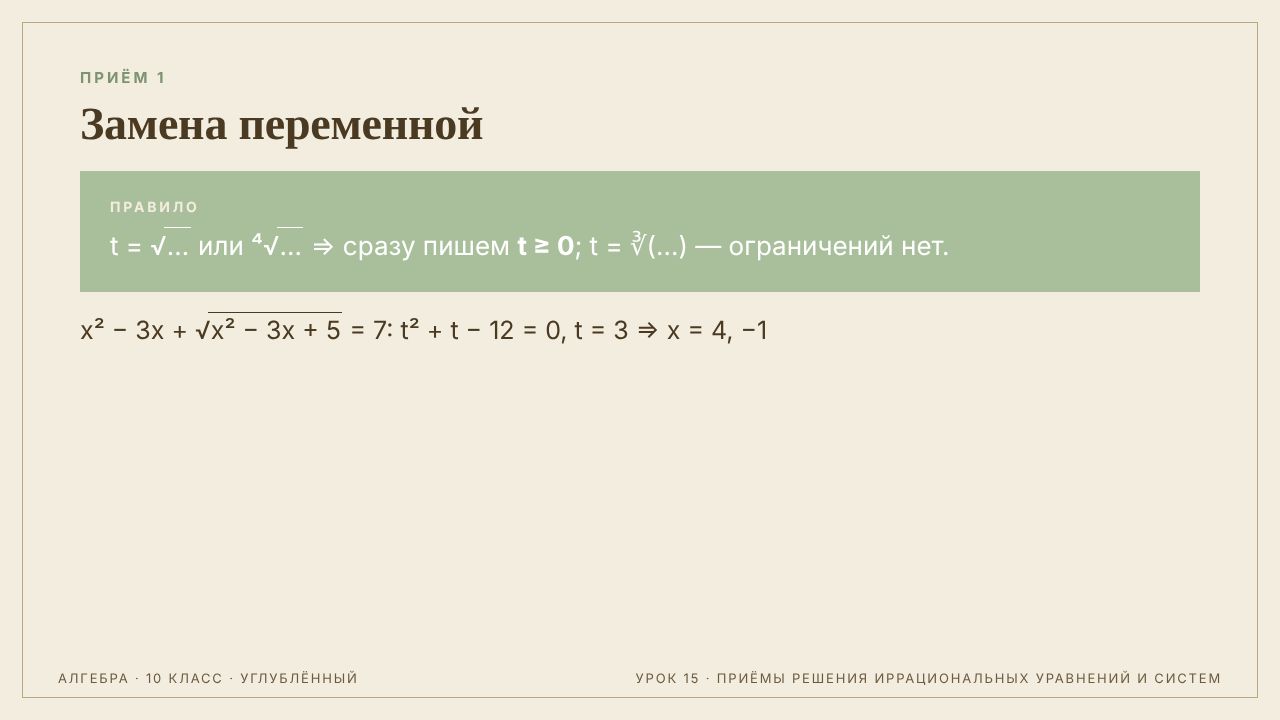 ПРИЁМ 1
Замена переменной
ПРАВИЛО
t = √... или ⁴√... ⇒ сразу пишем t ≥ 0; t = ∛(...) — ограничений нет.
x² − 3x + √x² − 3x + 5 = 7: t² + t − 12 = 0, t = 3 ⇒ x = 4, −1
АЛГЕБРА · 10 КЛАСС · УГЛУБЛЁННЫЙ
УРОК 15 · ПРИЁМЫ РЕШЕНИЯ ИРРАЦИОНАЛЬНЫХ УРАВНЕНИЙ И СИСТЕМ